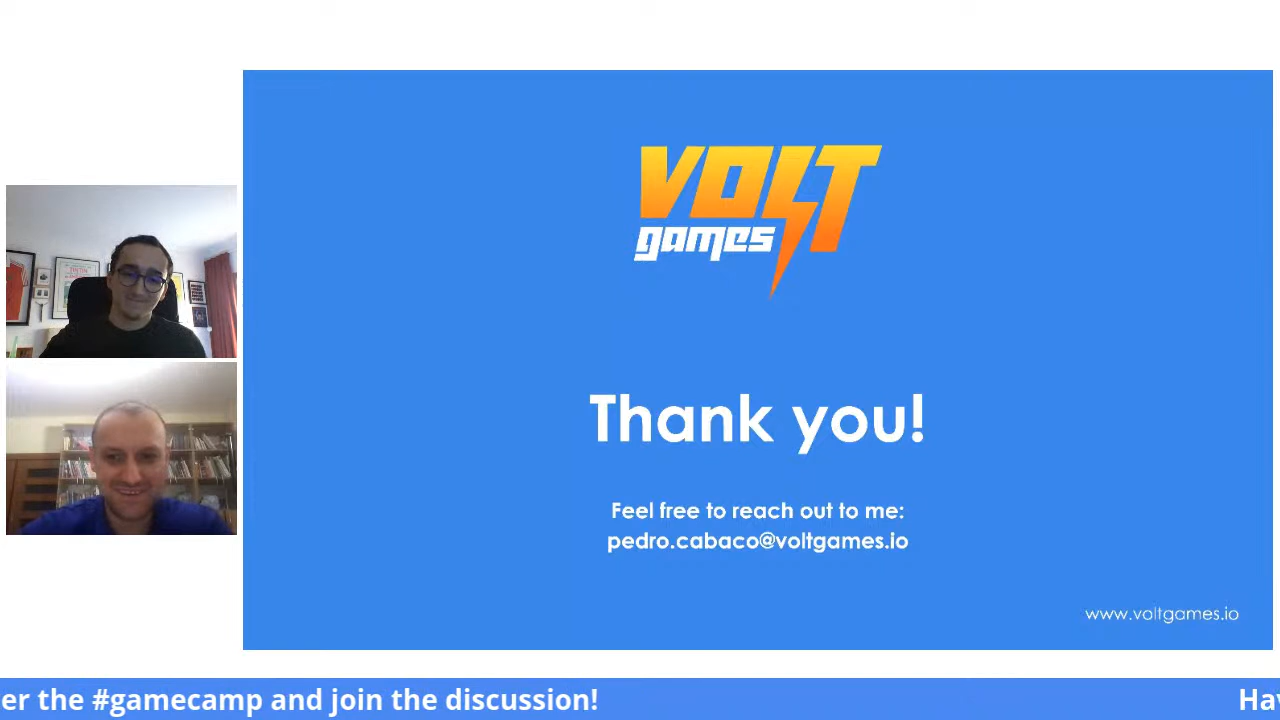 VOLT
games
Thank you!
Feel free to reach out to me:
pedro.cabaco@voltgames.io
www.voltgames.io
er the #gamecamp and join the discussion!
Hav